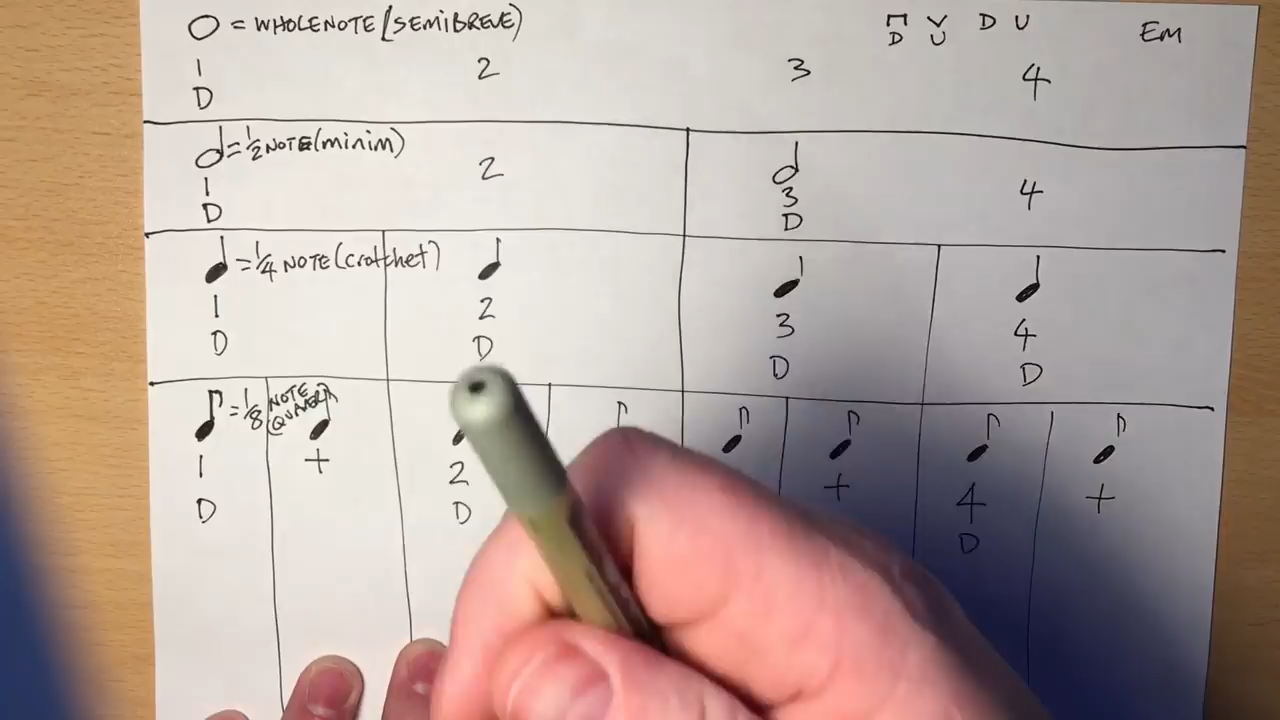 = WHOLENOTE (SEMIBREVE)
⊓ V D U Em
D U
1 2 3 4
D
= 1/2 NOTE (minim)
1 2 3 4
D D
= 1/4 NOTE (crotchet)
1 2 3 4
D D D D
= 1/8 NOTE
(QUAVER)
1 + 2 + 4 +
D D D